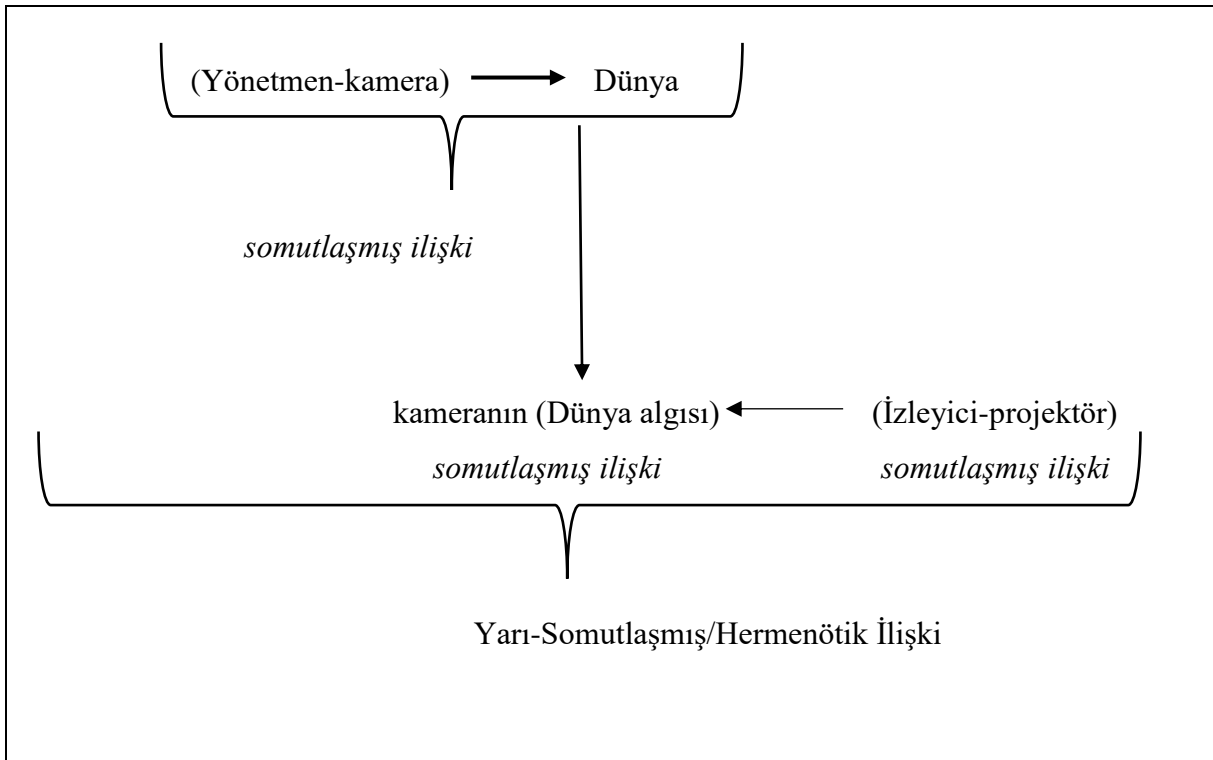 (Yönetmen-kamera) Dünya
somutlaşmış ilişki
kameranın (Dünya algısı) (İzleyici-projektör)
somutlaşmış ilişki somutlaşmış ilişki
Yarı-Somutlaşmış/Hermenötik İlişki